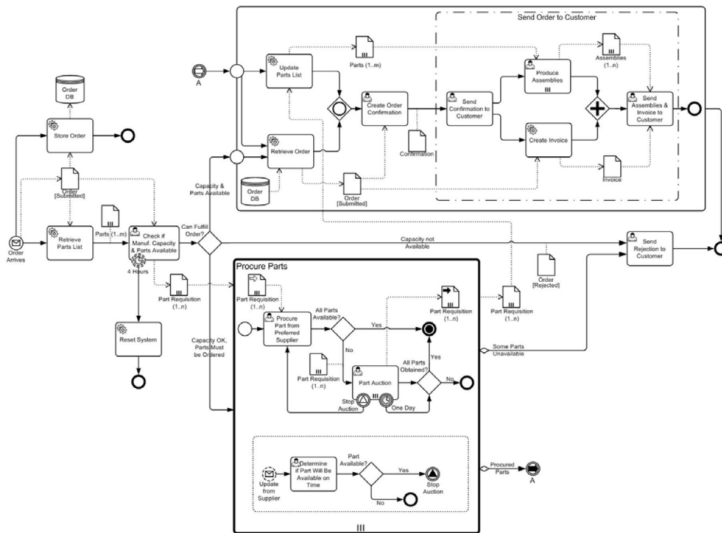 Send Order to Customer
A
Update
Parts List
Parts (1..m)
Produce
Assemblies
Assemblies
(1..n)
Order
DB
Store Order
Create Order
Confirmation
Send
Confirmation to
Customer
Send
Assemblies &
Invoice to
Customer
Retrieve Order
Create Invoice
Confirmation
Invoice
Order
DB
Order
[Submitted]
Order
[Submitted]
Capacity &
Parts Available
Order
Arrives
Retrieve
Parts List
Parts (1..m)
Check if
Manuf. Capacity
& Parts Available
4 Hours
Can Fulfill
Order?
Capacity not
Available
Send
Rejection to
Customer
Order
[Rejected]
Part Requisition
(1..n)
Reset System
Capacity OK,
Parts Must
be Ordered
Procure Parts
Part Requisition
(1..n)
Procure
Part from
Preferred
Supplier
All Parts
Available?
Yes
No
Part Requisition
(1..n)
Part Requisition
(1..n)
Part Requisition
(1..n)
Part Auction
All Parts
Obtained?
Yes
No
Stop
Auction
One Day
Some Parts
Unavailable
Update
from
Supplier
Determine
if Part Will Be
Available on
Time
Part
Available?
Yes
No
Stop
Auction
Procured
Parts
A